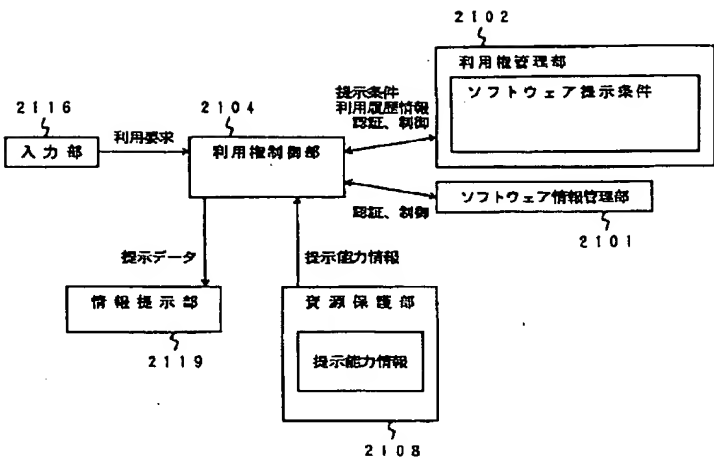 2102
利用権管理部
ソフトウェア提示条件
提示条件
利用履歴情報
認証、制御
2116
2104
入力部
利用要求
利用権制御部
ソフトウェア情報管理部
認証、制御
2101
提示データ
提示能力情報
情報提示部
資源保護部
2119
提示能力情報
2108